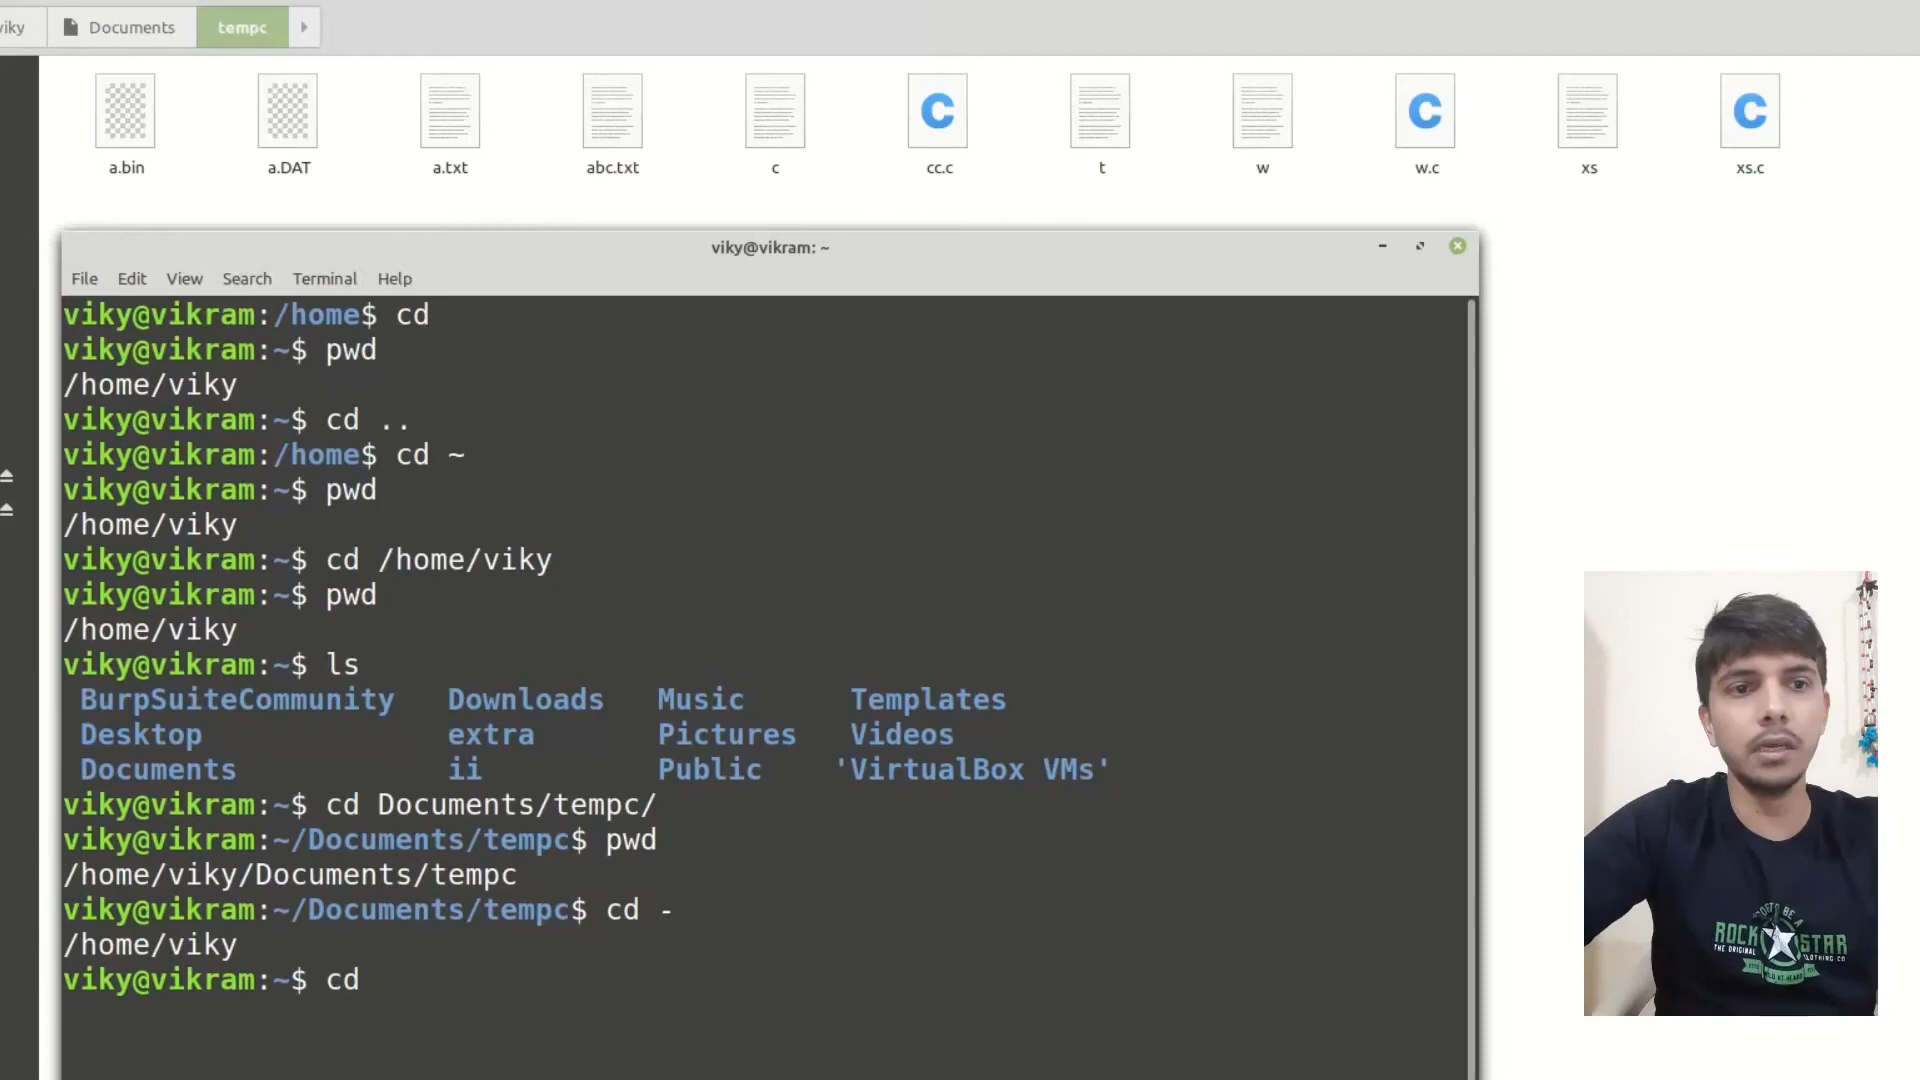 viky Documents tempc
a.bin a.DAT a.txt abc.txt c cc.c t w w.c xs xs.c
C C C
viky@vikram: ~
File Edit View Search Terminal Help
viky@vikram:/home$ cd
viky@vikram:~$ pwd
/home/viky
viky@vikram:~$ cd ..
viky@vikram:/home$ cd ~
viky@vikram:~$ pwd
/home/viky
viky@vikram:~$ cd /home/viky
viky@vikram:~$ pwd
/home/viky
viky@vikram:~$ ls
BurpSuiteCommunity Downloads Music Templates
Desktop extra Pictures Videos
Documents ii Public 'VirtualBox VMs'
viky@vikram:~$ cd Documents/tempc/
viky@vikram:~/Documents/tempc$ pwd
/home/viky/Documents/tempc
viky@vikram:~/Documents/tempc$ cd -
/home/viky
viky@vikram:~$ cd
ROCK STAR
THE ORIGINAL CLOTHING CO